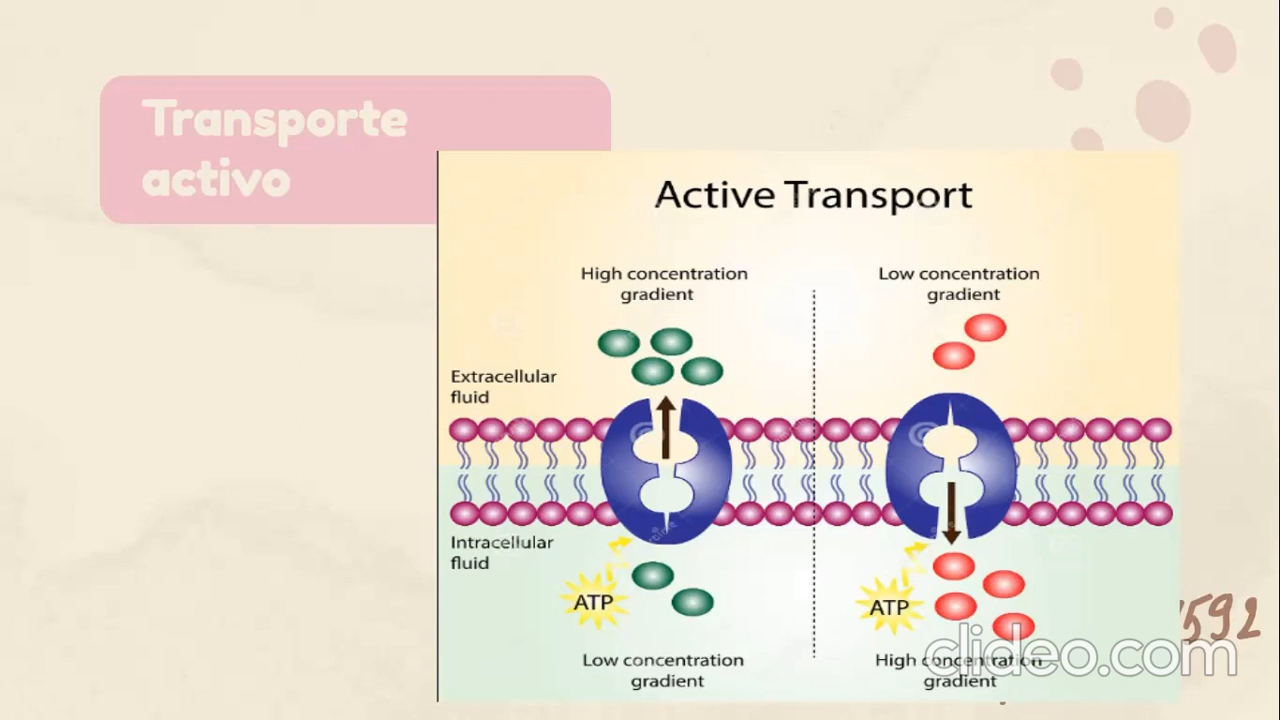 Transporte
activo
Active Transport
High concentration
gradient
Low concentration
gradient
Extracellular
fluid
Intracellular
fluid
ATP
ATP
Low concentration
gradient
High concentration
gradient
592
clideo.com